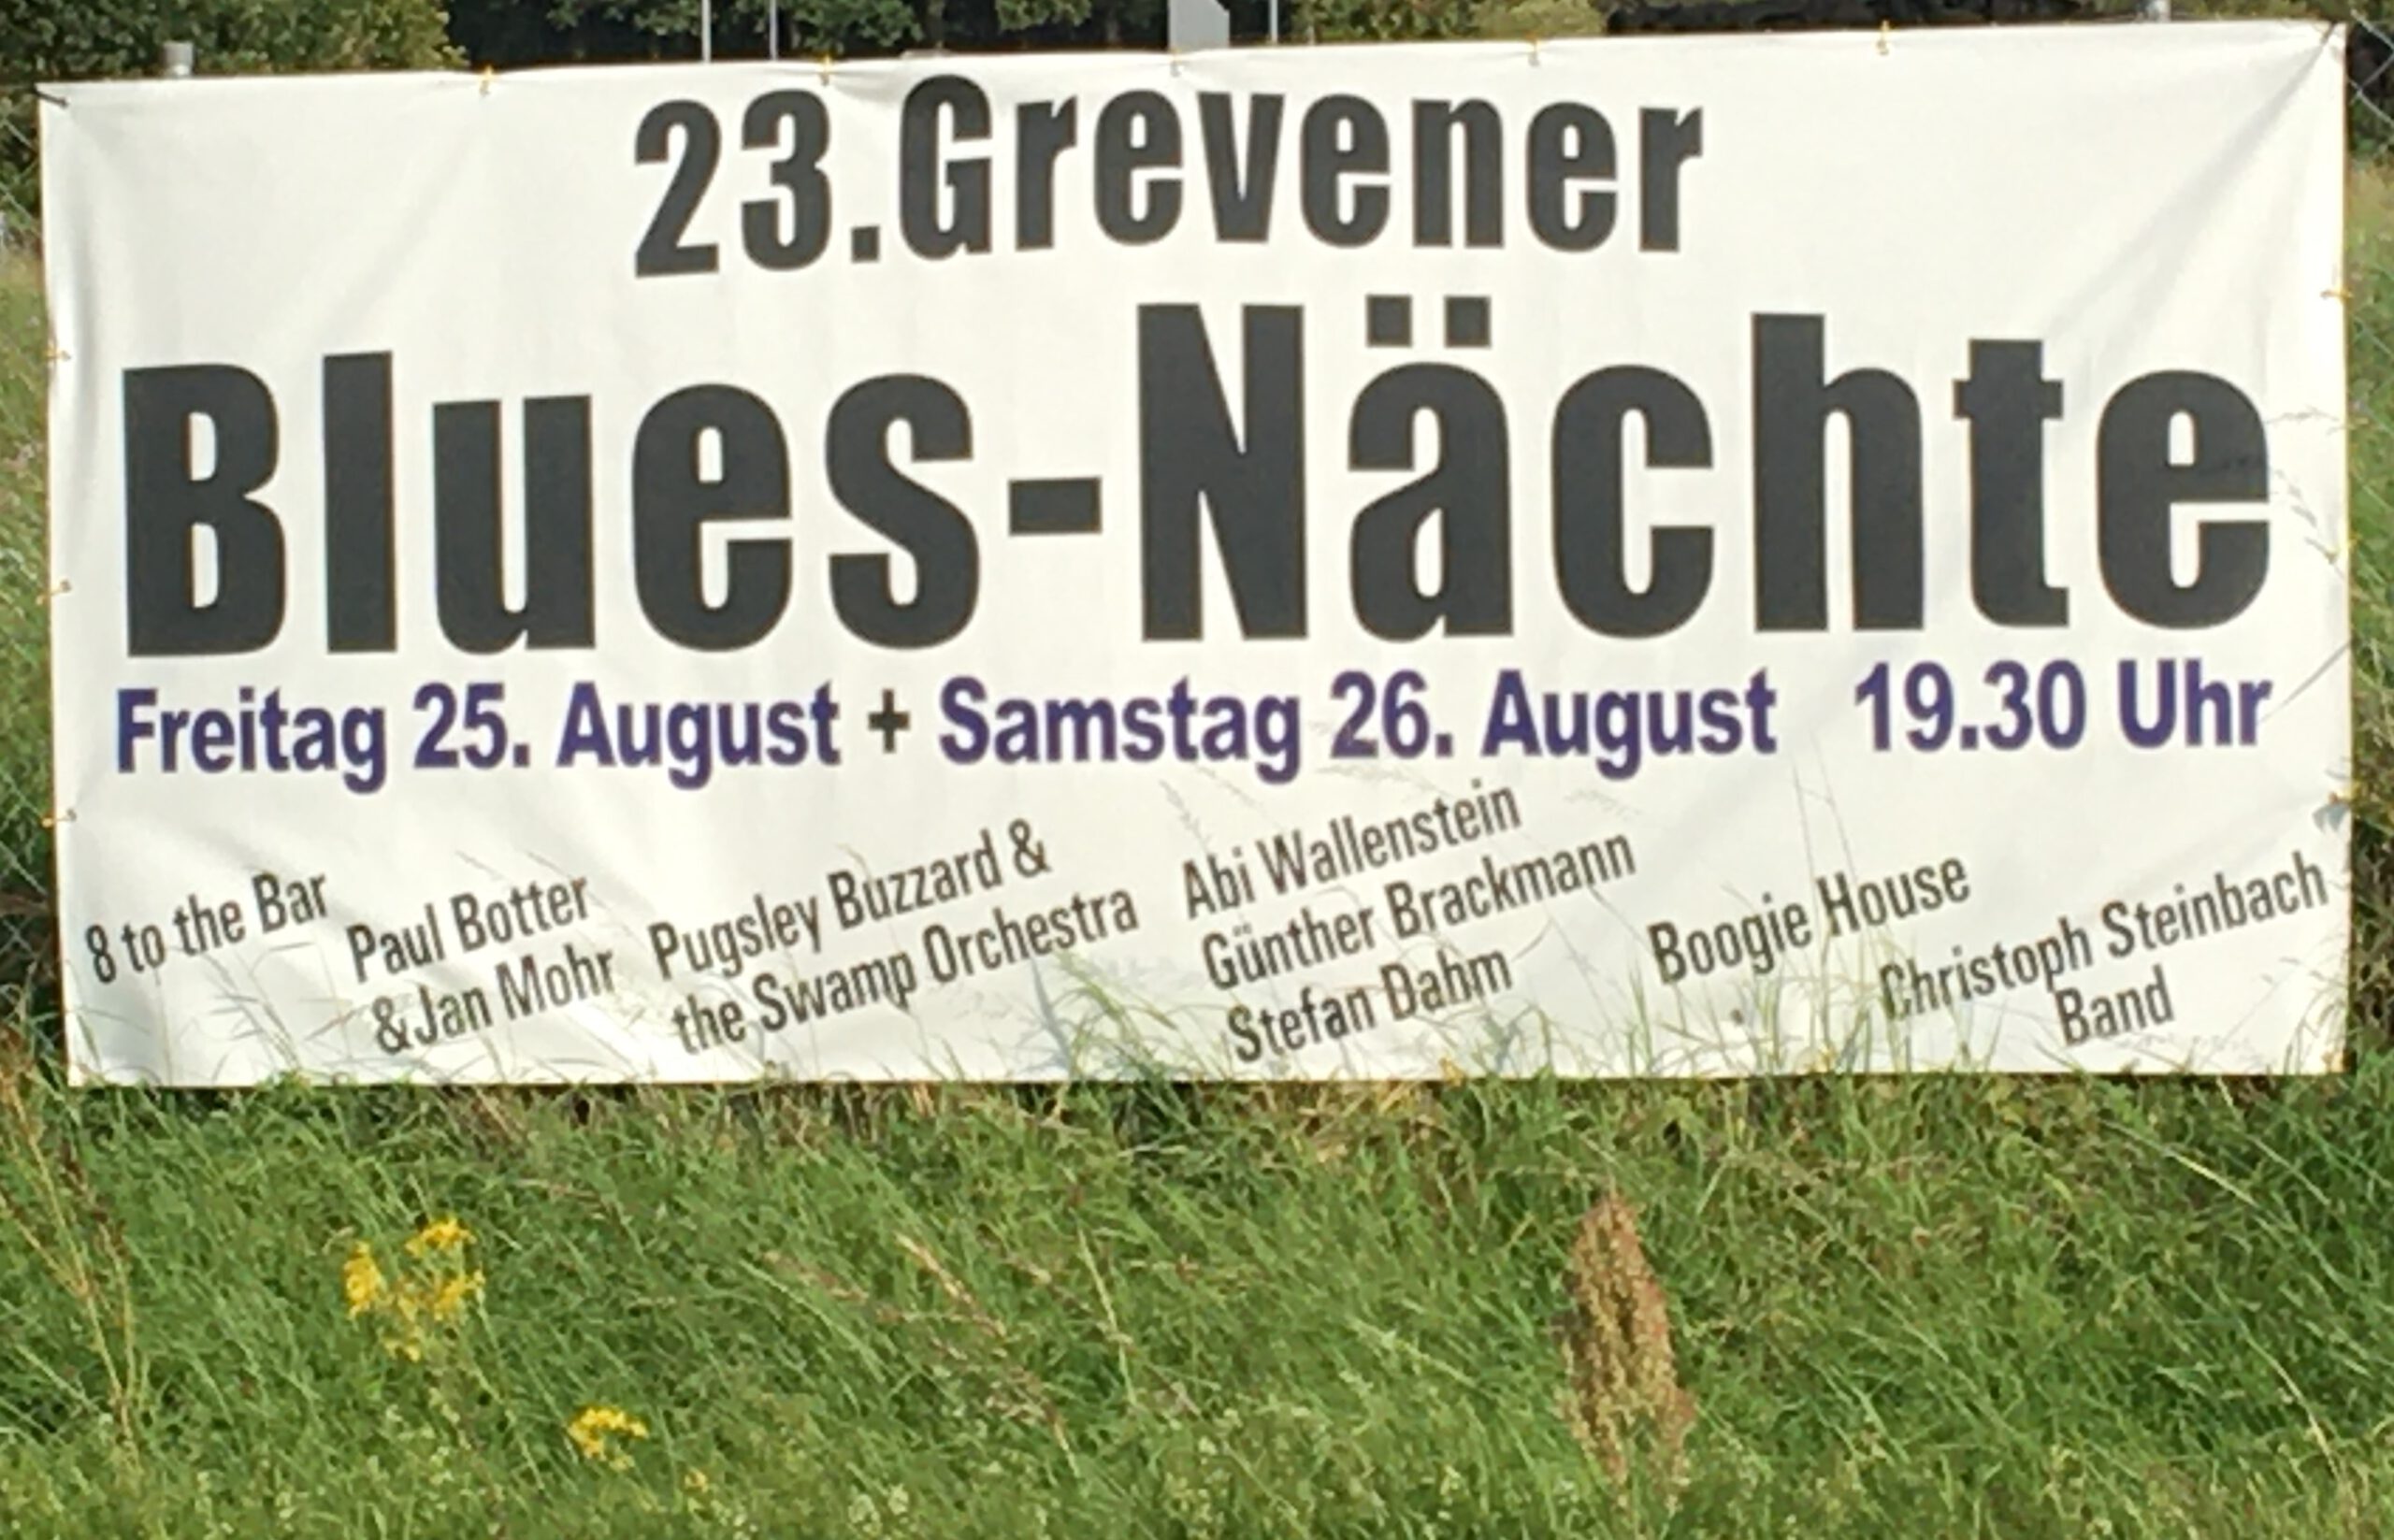 23.Grevener
Blues-Nächte
Freitag 25. August + Samstag 26. August 19.30 Uhr
8 to the Bar
Paul Botter
& Jan Mohr
Pugsley Buzzard &
the Swamp Orchestra
Abi Wallenstein
Günther Brackmann
Stefan Dahm
Boogie House
Christoph Steinbach
Band